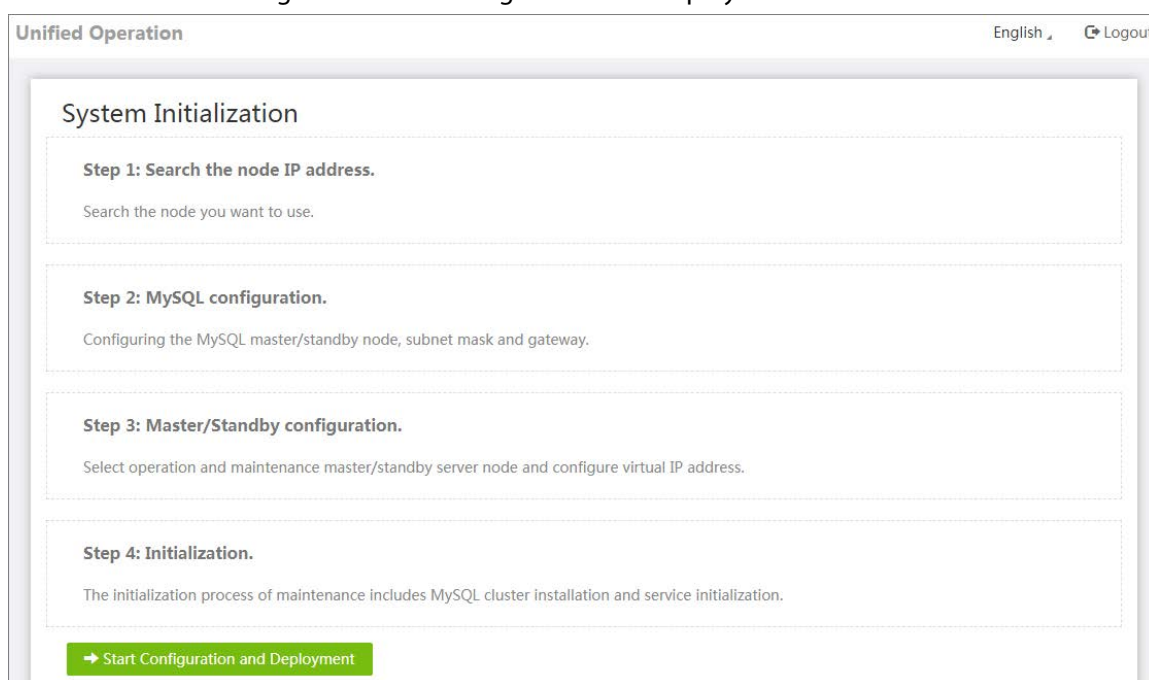 Unified Operation English Logout
System Initialization
Step 1: Search the node IP address.
Search the node you want to use.
Step 2: MySQL configuration.
Configuring the MySQL master/standby node, subnet mask and gateway.
Step 3: Master/Standby configuration.
Select operation and maintenance master/standby server node and configure virtual IP address.
Step 4: Initialization.
The initialization process of maintenance includes MySQL cluster installation and service initialization.
Start Configuration and Deployment